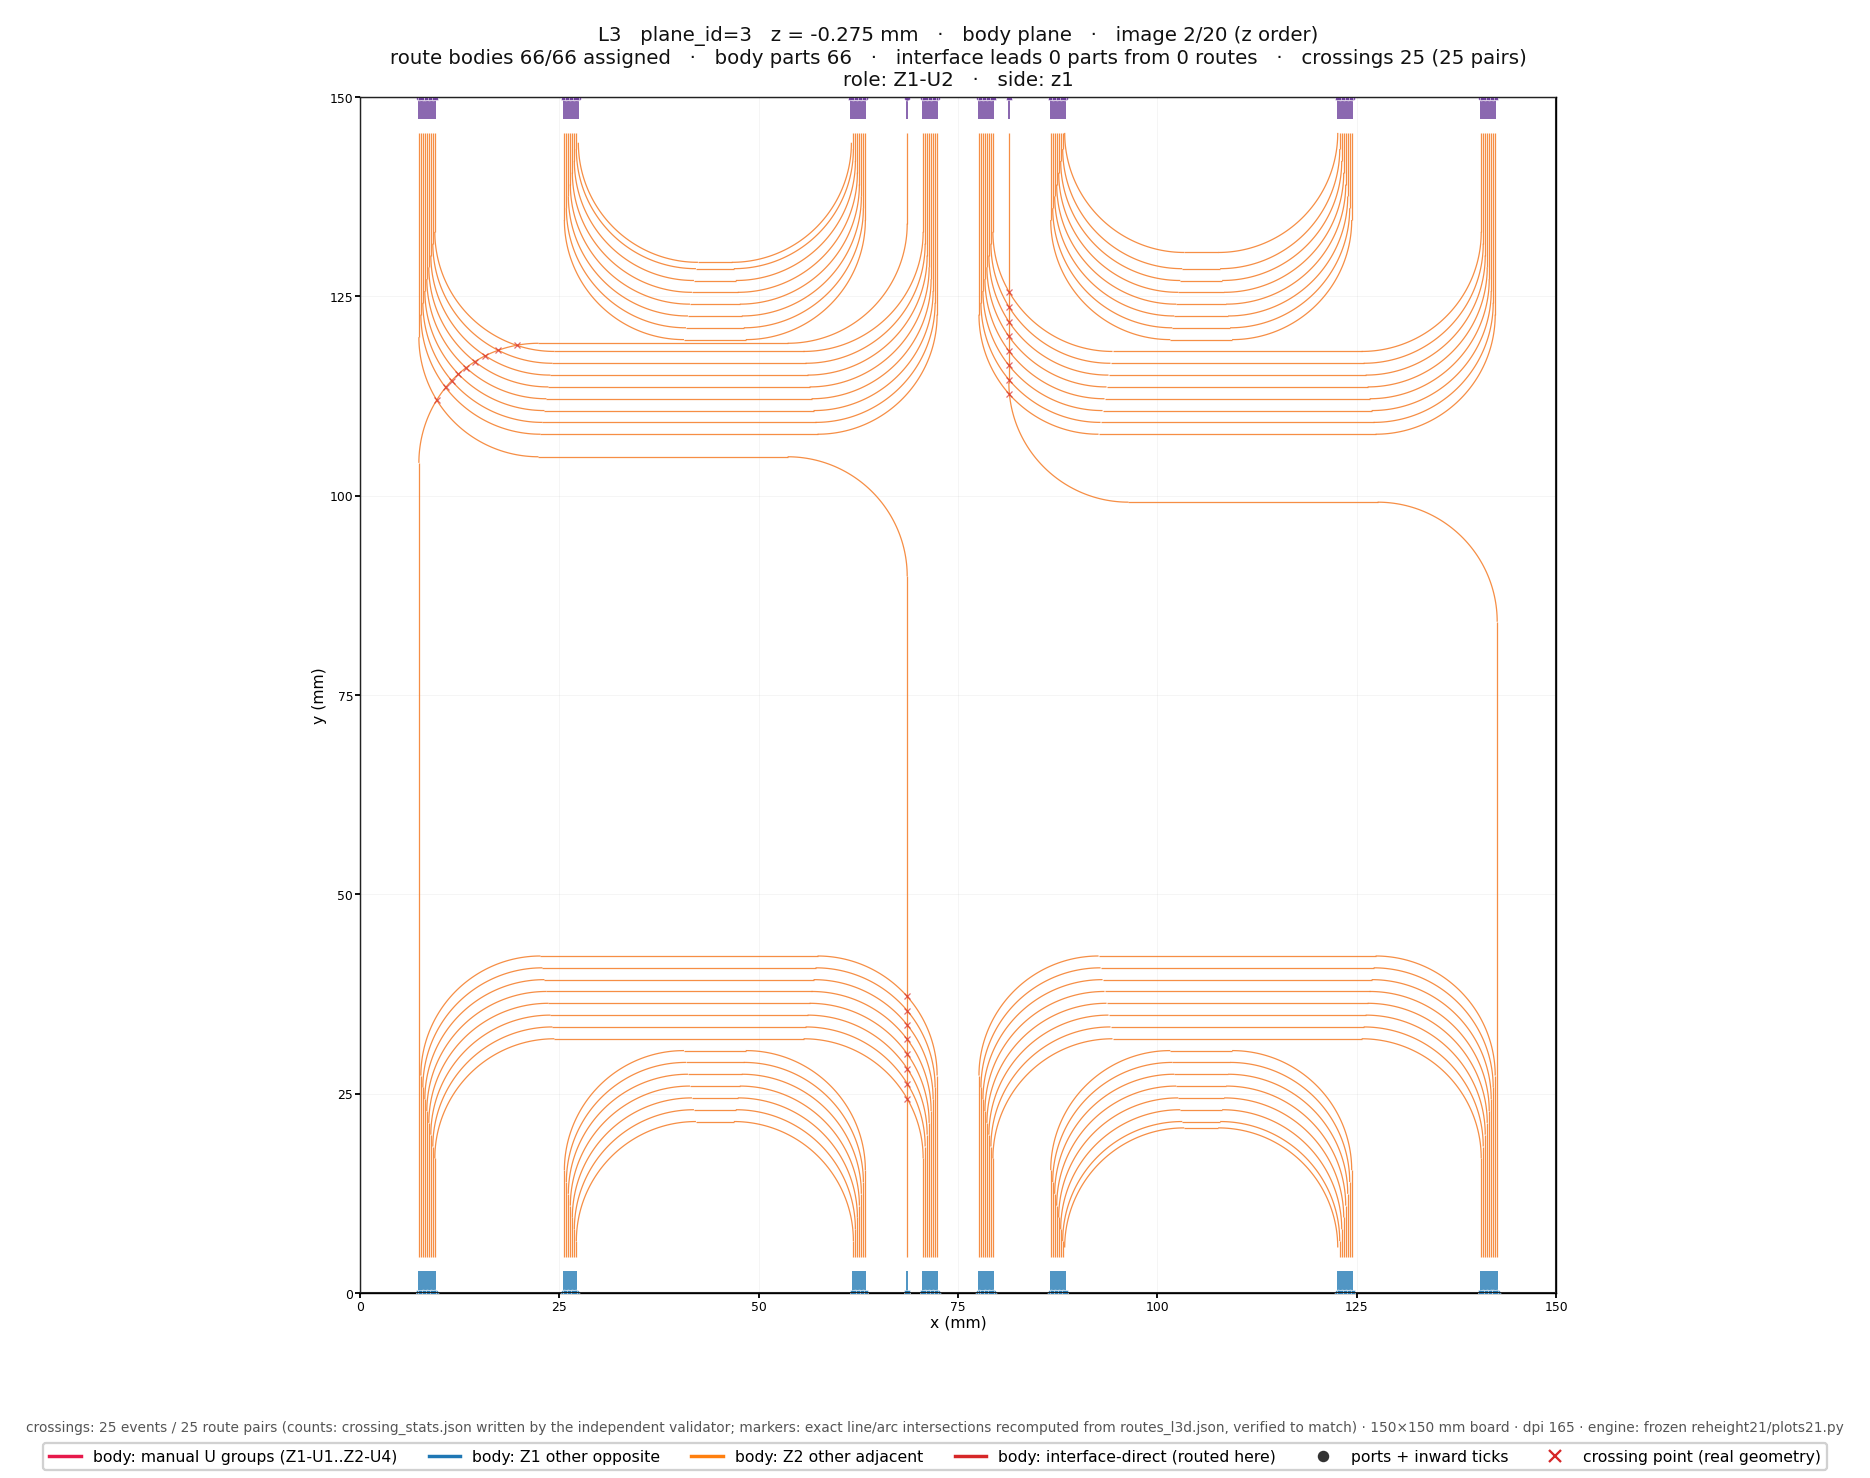 L3   plane_id=3   z = -0.275 mm   ·   body plane   ·   image 2/20 (z order)
route bodies 66/66 assigned   ·   body parts 66   ·   interface leads 0 parts from 0 routes   ·   crossings 25 (25 pairs)
role: Z1-U2   ·   side: z1
150
125
100
75
50
25
0
y (mm)
0 25 50 75 100 125 150
x (mm)
crossings: 25 events / 25 route pairs (counts: crossing_stats.json written by the independent validator; markers: exact line/arc intersections recomputed from routes_l3d.json, verified to match) · 150×150 mm board · dpi 165 · engine: frozen reheight21/plots21.py
body: manual U groups (Z1-U1..Z2-U4) body: Z1 other opposite body: Z2 other adjacent body: interface-direct (routed here) ports + inward ticks crossing point (real geometry)